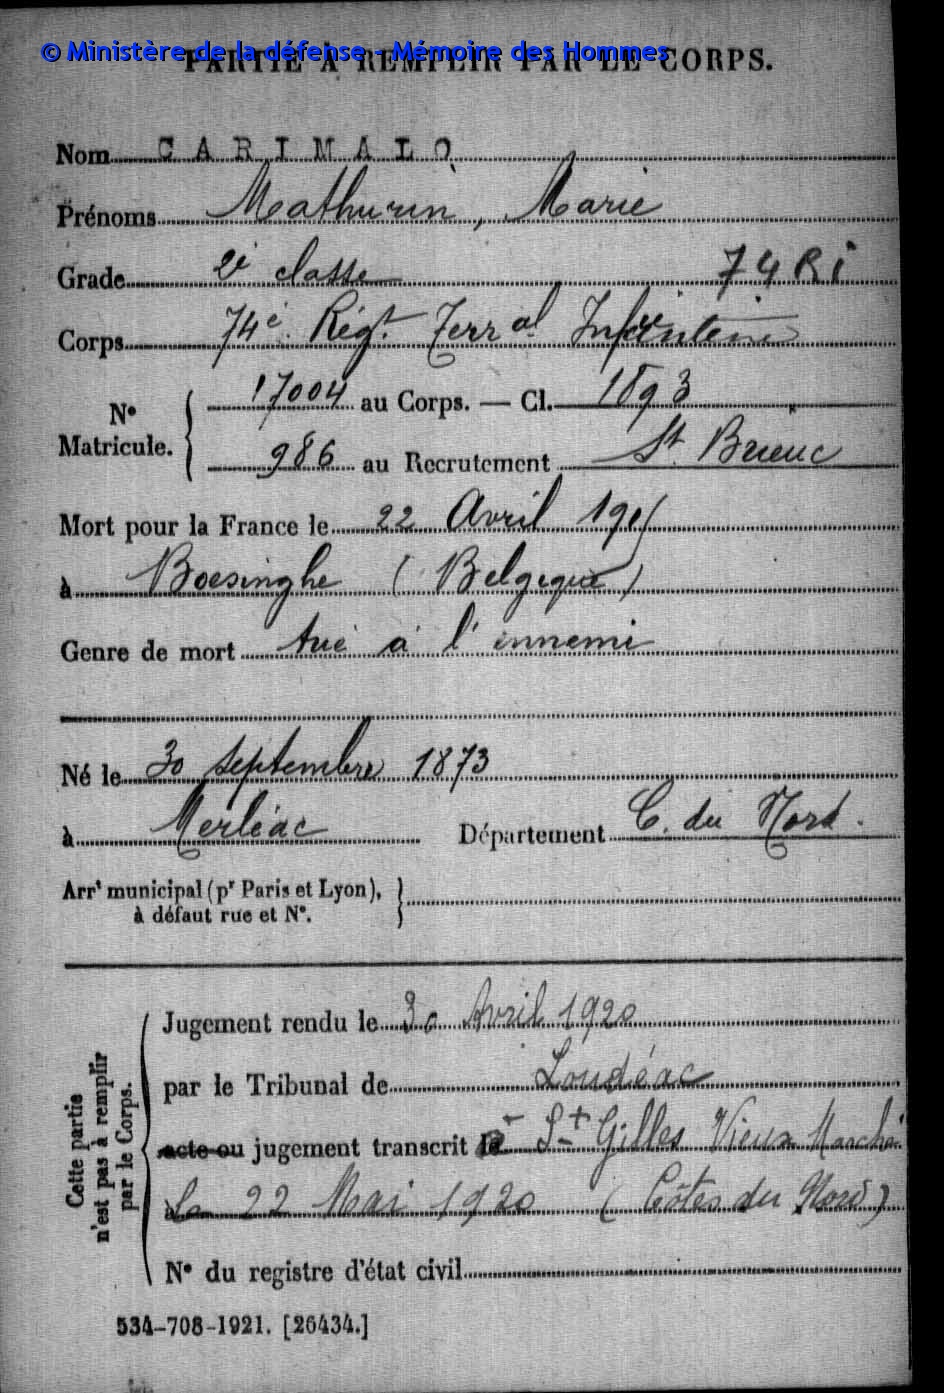 © Ministère de la défense - Mémoire des Hommes
PARTIE À REMPLIR PAR LE CORPS.
Nom CARIMALO
Prénoms Mathurin, Marie
Grade 2e classe 74 RI
Corps 74e Régt Terral Infanterie
N° Matricule.
17004 au Corps. — Cl. 1893
986 au Recrutement St Brieuc
Mort pour la France le 22 Avril 1915
à Boesinghe (Belgique)
Genre de mort tué à l'ennemi
Né le 30 septembre 1873
à Merléac Département C. du Nord.
Arrt municipal (pr Paris et Lyon),
à défaut rue et N°.
Cette partie
n'est pas à remplir
par le Corps.
Jugement rendu le 30 Avril 1920
par le Tribunal de Loudéac
acte ou jugement transcrit à St Gilles Vieux Marché
le 22 Mai 1920 (Côtes du Nord)
N° du registre d'état civil
534-708-1921. [26434.]